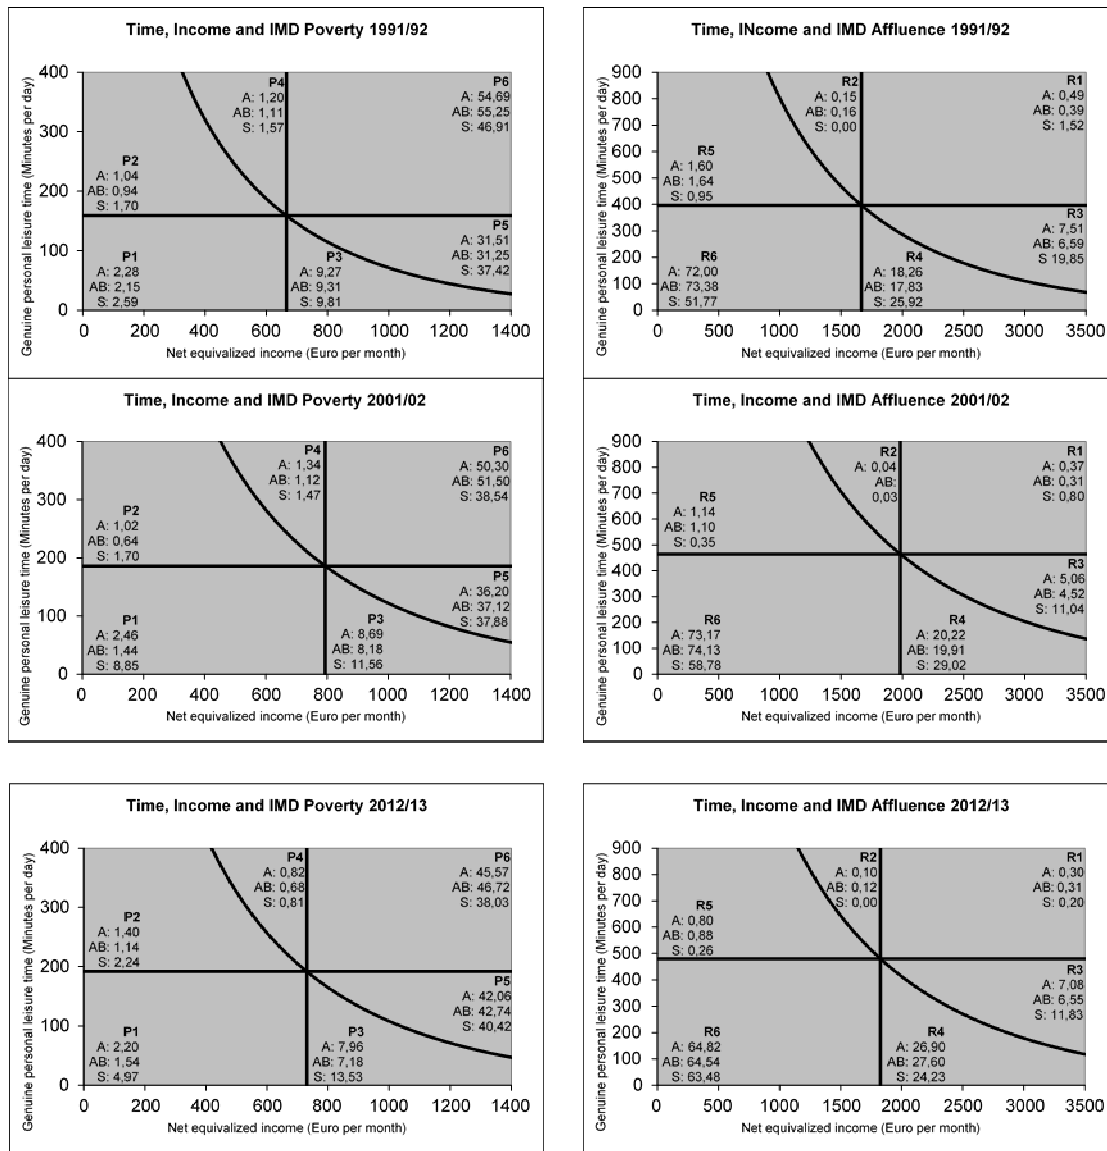 Time, Income and IMD Poverty 1991/92
Genuine personal leisure time (Minutes per day)
400
300
200
100
0
P4
A: 1,20
AB: 1,11
S: 1,57
P6
A: 54,69
AB: 55,25
S: 46,91
P2
A: 1,04
AB: 0,94
S: 1,70
P5
A: 31,51
AB: 31,25
S: 37,42
P1
A: 2,28
AB: 2,15
S: 2,59
P3
A: 9,27
AB: 9,31
S: 9,81
0 200 400 600 800 1000 1200 1400
Net equivalized income (Euro per month)
Time, INcome and IMD Affluence 1991/92
Genuine personal leisure time (Minutes per day)
900
800
700
600
500
400
300
200
100
0
R2
A: 0,15
AB: 0,16
S: 0,00
R1
A: 0,49
AB: 0,39
S: 1,52
R5
A: 1,60
AB: 1,64
S: 0,95
R3
A: 7,51
AB: 6,59
S: 19,85
R6
A: 72,00
AB: 73,38
S: 51,77
R4
A: 18,26
AB: 17,83
S: 25,92
0 500 1000 1500 2000 2500 3000 3500
Net equivalized income (Euro per month)
Time, Income and IMD Poverty 2001/02
Genuine personal leisure time (Minutes per day)
400
300
200
100
0
P4
A: 1,34
AB: 1,12
S: 1,47
P6
A: 50,30
AB: 51,50
S: 38,54
P2
A: 1,02
AB: 0,64
S: 1,70
P5
A: 36,20
AB: 37,12
S: 37,88
P1
A: 2,46
AB: 1,44
S: 8,85
P3
A: 8,69
AB: 8,18
S: 11,56
0 200 400 600 800 1000 1200 1400
Net equivalized income (Euro per month)
Time, Income and IMD Affluence 2001/02
Genuine personal leisure time (Minutes per day)
900
800
700
600
500
400
300
200
100
0
R2
A: 0,04
AB:
0,03
R1
A: 0,37
AB: 0,31
S: 0,80
R5
A: 1,14
AB: 1,10
S: 0,35
R3
A: 5,06
AB: 4,52
S: 11,04
R6
A: 73,17
AB: 74,13
S: 58,78
R4
A: 20,22
AB: 19,91
S: 29,02
0 500 1000 1500 2000 2500 3000 3500
Net equivalized income (Euro per month)
Time, Income and IMD Poverty 2012/13
Genuine personal leisure time (Minutes per day)
400
300
200
100
0
P4
A: 0,82
AB: 0,68
S: 0,81
P6
A: 45,57
AB: 46,72
S: 38,03
P2
A: 1,40
AB: 1,14
S: 2,24
P5
A: 42,06
AB: 42,74
S: 40,42
P1
A: 2,20
AB: 1,54
S: 4,97
P3
A: 7,96
AB: 7,18
S: 13,53
0 200 400 600 800 1000 1200 1400
Net equivalized income (Euro per month)
Time, Income and IMD Affluence 2012/13
Genuine personal leisure time (Minutes per day)
900
800
700
600
500
400
300
200
100
0
R2
A: 0,10
AB: 0,12
S: 0,00
R1
A: 0,30
AB: 0,31
S: 0,20
R5
A: 0,80
AB: 0,88
S: 0,26
R3
A: 7,08
AB: 6,55
S: 11,83
R6
A: 64,82
AB: 64,54
S: 63,48
R4
A: 26,90
AB: 27,60
S: 24,23
0 500 1000 1500 2000 2500 3000 3500
Net equivalized income (Euro per month)